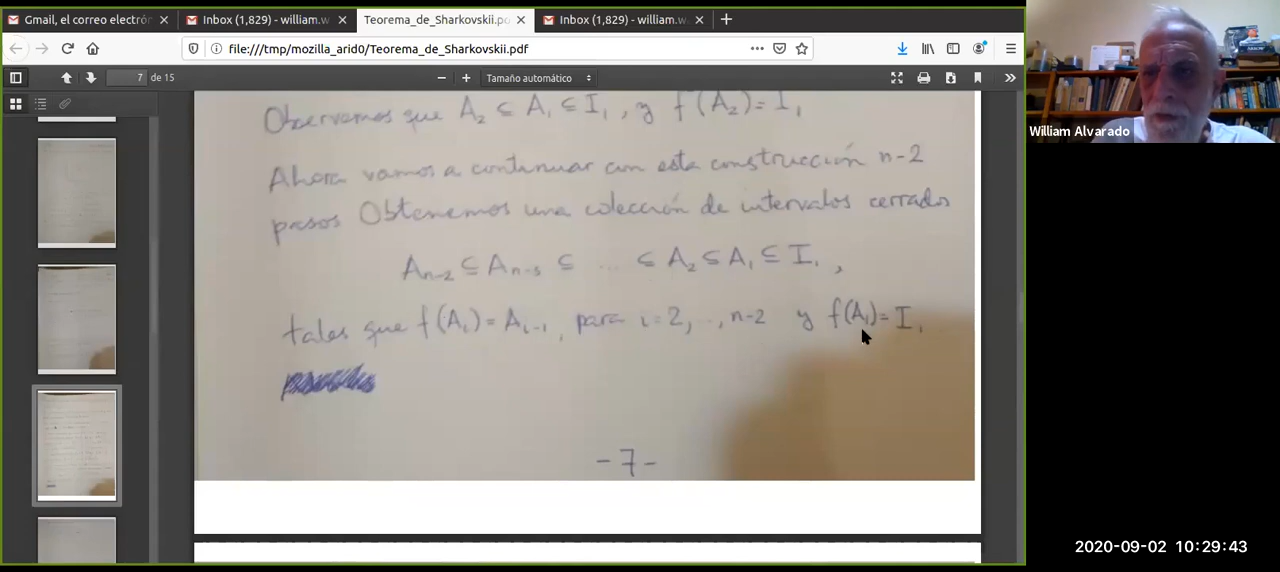 Gmail, el correo electrón
Inbox (1,829) - william.w
Teorema_de_Sharkovskii.po
Inbox (1,829) - william.w
file:///tmp/mozilla_arid0/Teorema_de_Sharkovskii.pdf
7 de 15
Tamaño automático
Observamos que A₂ ⊆ A₁ ⊆ I₁ , y f(A₂)= I₁
Ahora vamos a continuar con esta construcción n-2
pasos Obtenemos una colección de intervalos cerrados
Aₙ₋₂ ⊆ Aₙ₋₃ ⊆ ... ⊆ A₂ ⊆ A₁ ⊆ I₁ ,
tales que f(Aᵢ) = Aᵢ₋₁ , para i=2, .., n-2 y f(A₁)= I₁
-7-
William Alvarado
2020-09-02 10:29:43